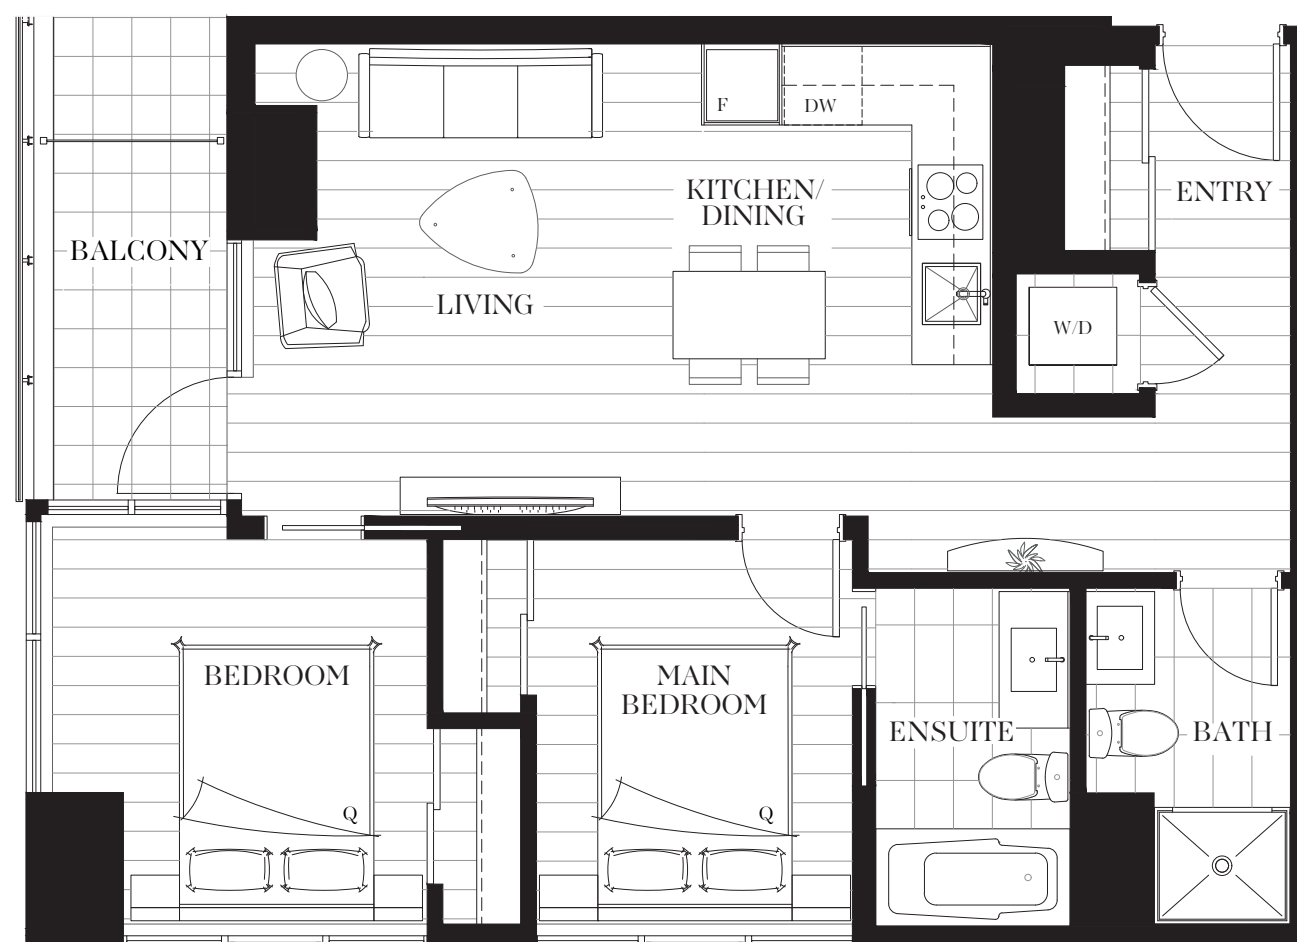 F
DW
KITCHEN/
DINING
ENTRY
BALCONY
LIVING
W/D
BEDROOM
MAIN
BEDROOM
ENSUITE
BATH
Q
Q